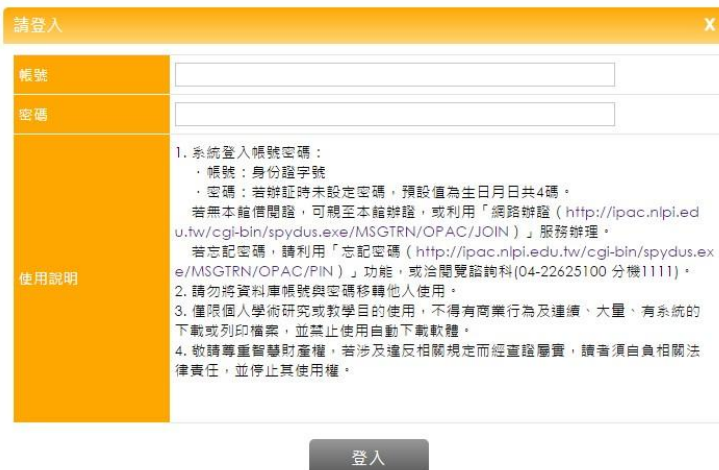 請登入
X
帳號
密碼
使用說明
1. 系統登入帳號密碼：
・帳號：身份證字號
・密碼：若辦証時未設定密碼，預設值為生日月日共4碼。
若無本館借閱證，可親至本館辦證，或利用「網路辦證（http://ipac.nlpi.ed
u.tw/cgi-bin/spydus.exe/MSGTRN/OPAC/JOIN）」服務辦理。
若忘記密碼，請利用「忘記密碼（http://ipac.nlpi.edu.tw/cgi-bin/spydus.ex
e/MSGTRN/OPAC/PIN）」功能，或洽閱覽諮詢科(04-22625100 分機1111)。
2. 請勿將資料庫帳號與密碼移轉他人使用。
3. 僅限個人學術研究或教學目的使用，不得有商業行為及連續、大量、有系統的
下載或列印檔案，並禁止使用自動下載軟體。
4. 敬請尊重智慧財產權，若涉及違反相關規定而經查證屬實，讀者須自負相關法
律責任，並停止其使用權。
登入